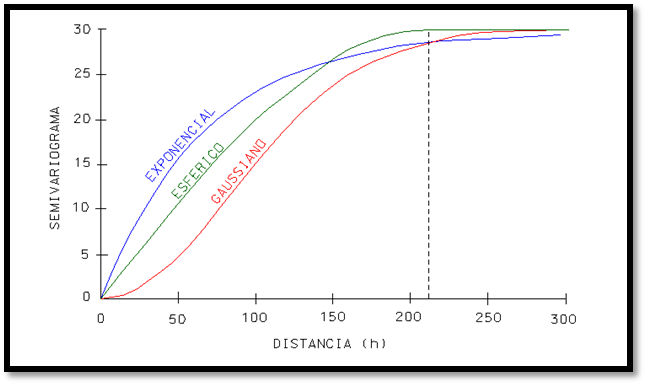 SEMIVARIOGRAMA
30
25
20
15
10
5
0
EXPONENCIAL
ESFERICO
GAUSSIANO
0 50 100 150 200 250 300
DISTANCIA (h)